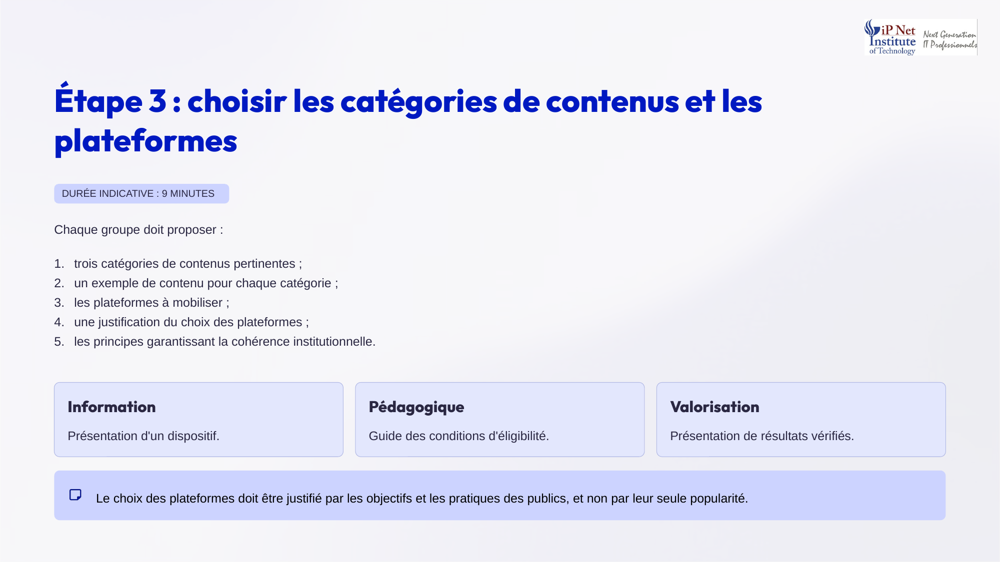 iP Net
Institute
of Technology
Next Generation
IT Professionnels
Étape 3 : choisir les catégories de contenus et les
plateformes
DURÉE INDICATIVE : 9 MINUTES
Chaque groupe doit proposer :
1. trois catégories de contenus pertinentes ;
2. un exemple de contenu pour chaque catégorie ;
3. les plateformes à mobiliser ;
4. une justification du choix des plateformes ;
5. les principes garantissant la cohérence institutionnelle.
Information
Présentation d'un dispositif.
Pédagogique
Guide des conditions d'éligibilité.
Valorisation
Présentation de résultats vérifiés.
Le choix des plateformes doit être justifié par les objectifs et les pratiques des publics, et non par leur seule popularité.